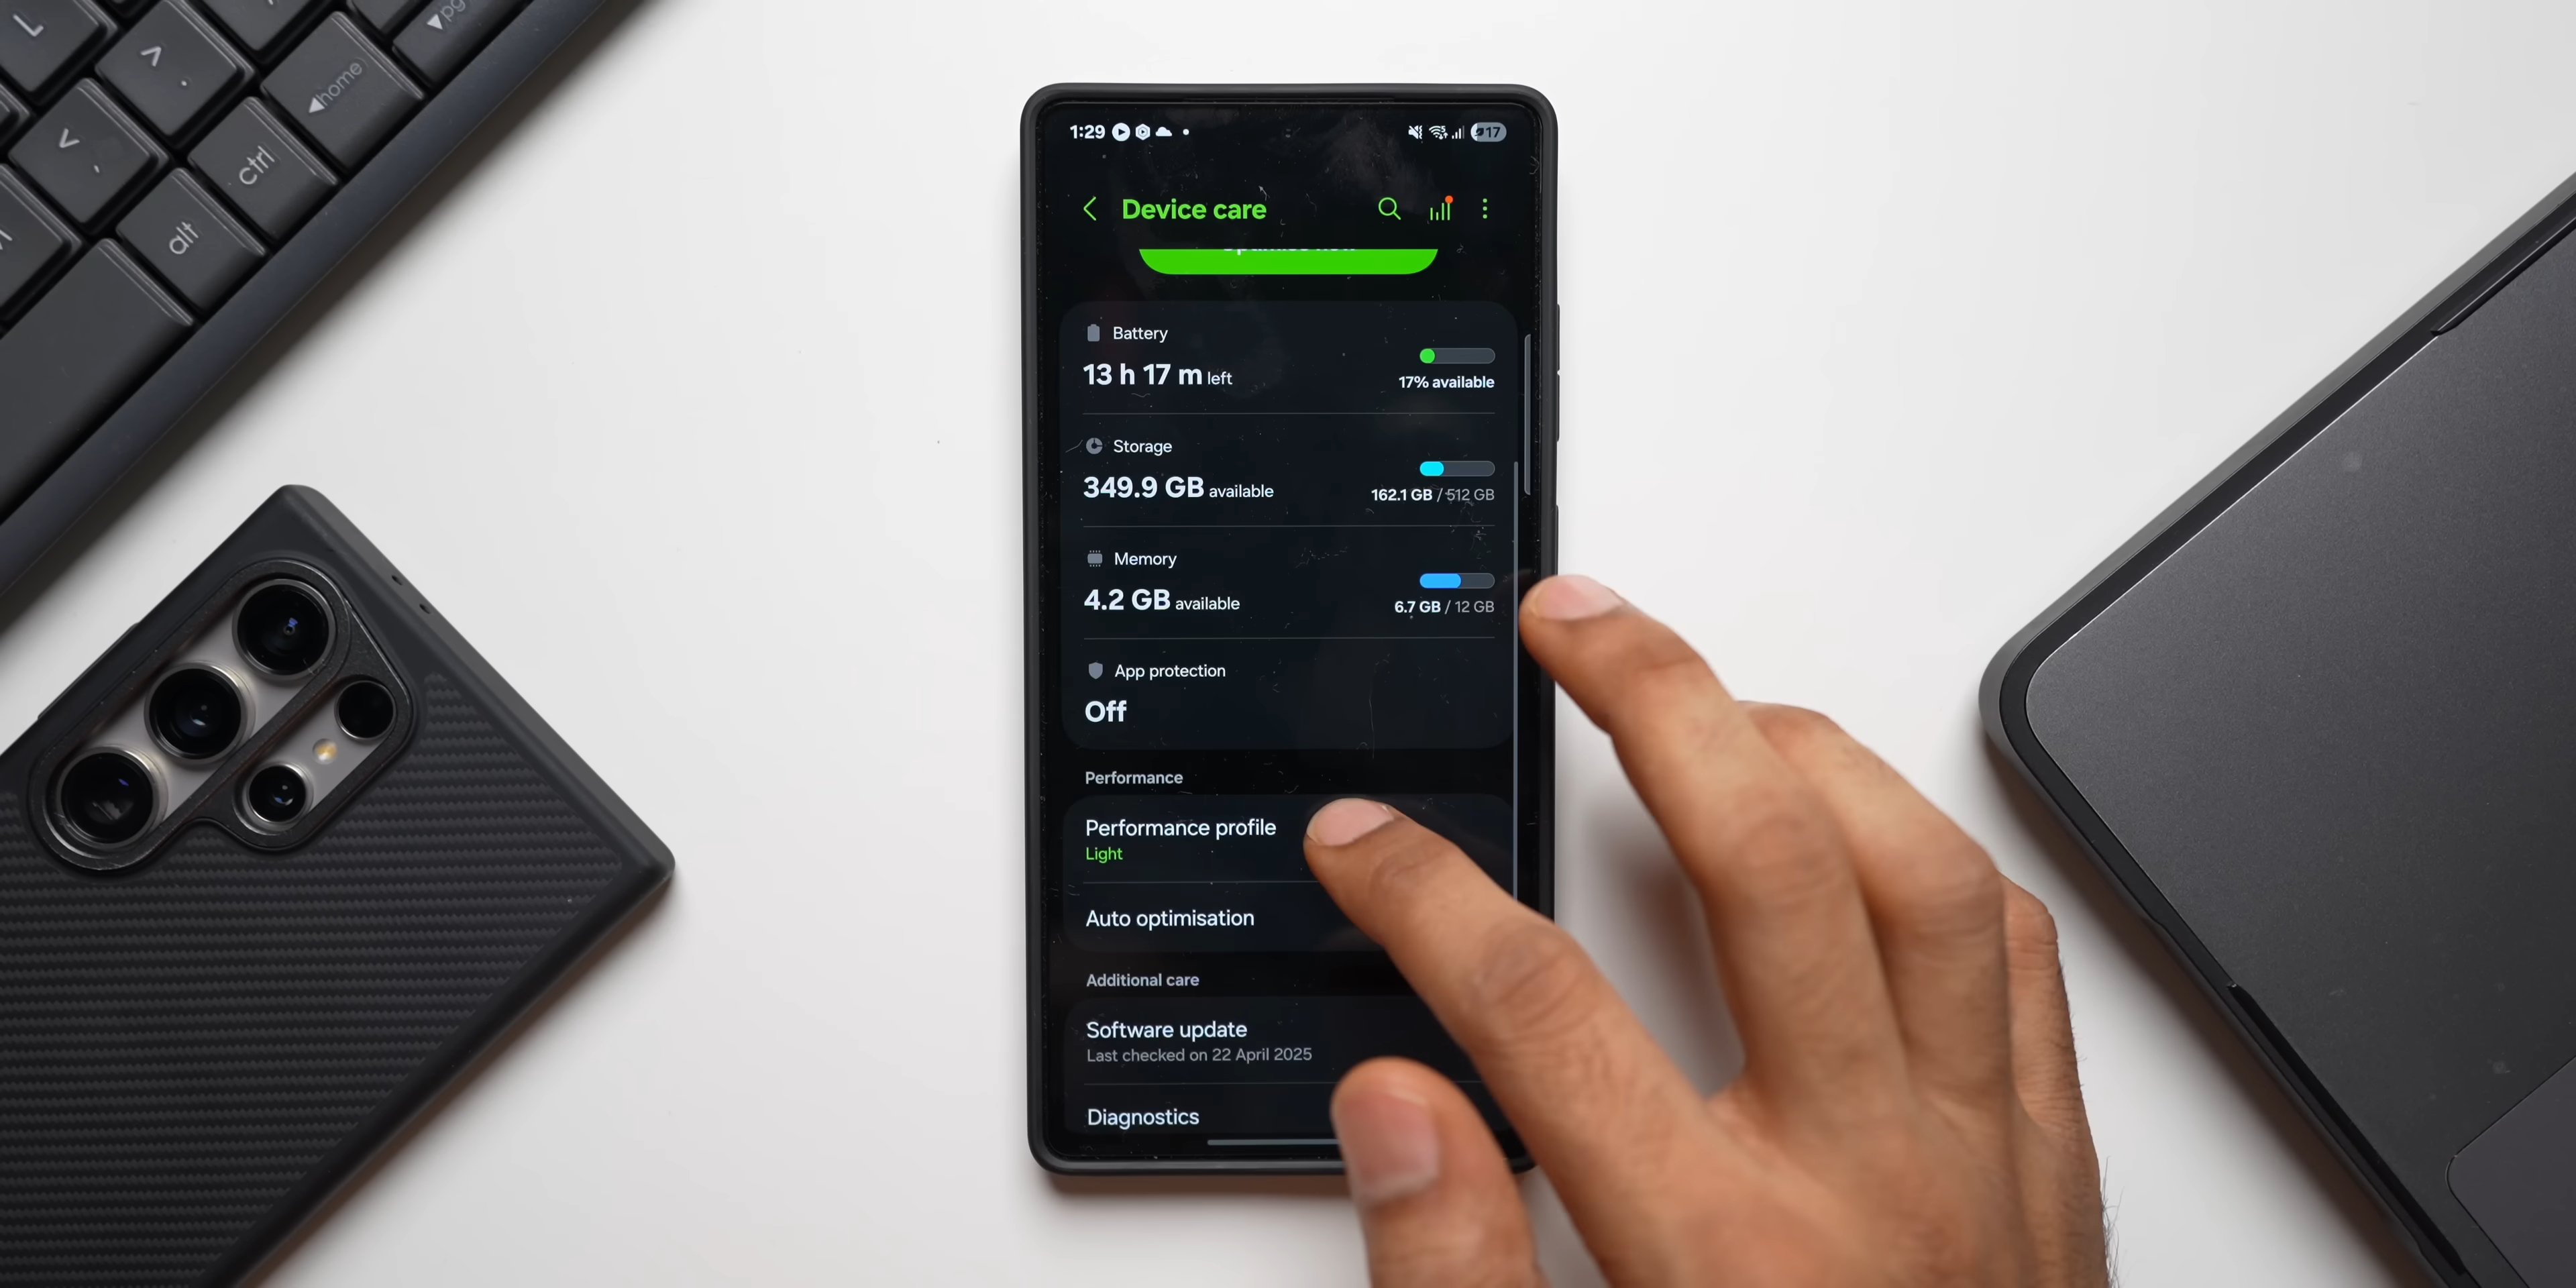 L
^ .
home
pg
v ,
ctrl
alt
1:29
17
Device care
Battery
13 h 17 m left
17% available
Storage
349.9 GB available
162.1 GB / 512 GB
Memory
4.2 GB available
6.7 GB / 12 GB
App protection
Off
Performance
Performance profile
Light
Auto optimisation
Additional care
Software update
Last checked on 22 April 2025
Diagnostics